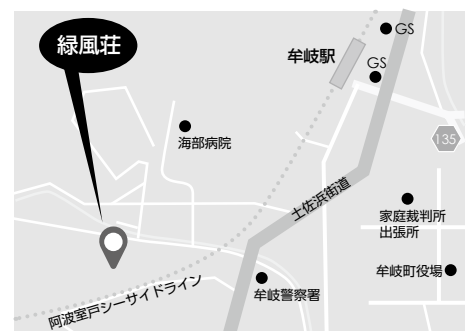 緑風荘
牟岐駅
GS
GS
135
海部病院
土佐浜街道
家庭裁判所
出張所
牟岐町役場
牟岐警察署
阿波室戸シーサイドライン